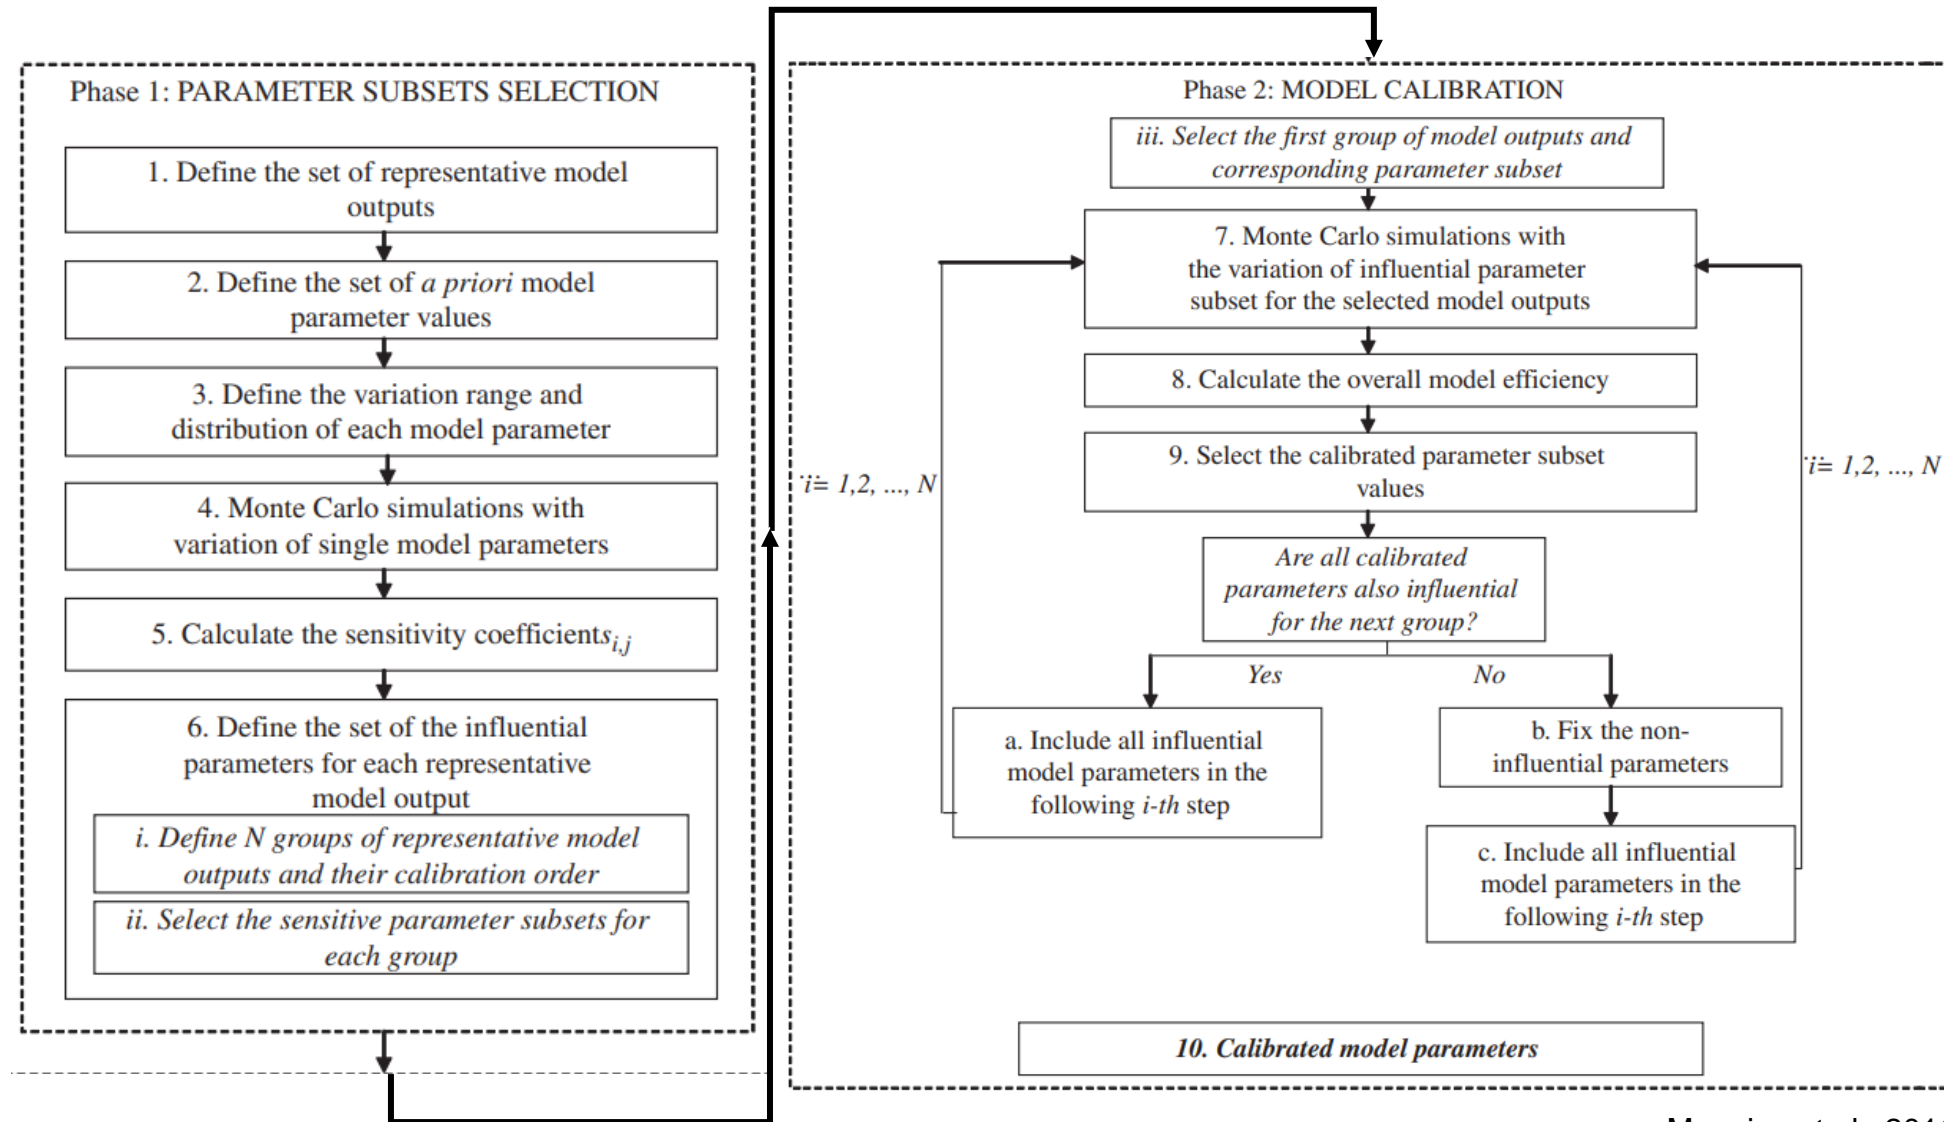 Phase 1: PARAMETER SUBSETS SELECTION
1. Define the set of representative model
outputs
2. Define the set of a priori model
parameter values
3. Define the variation range and
distribution of each model parameter
4. Monte Carlo simulations with
variation of single model parameters
5. Calculate the sensitivity coefficients_{i,j}
6. Define the set of the influential
parameters for each representative
model output
i. Define N groups of representative model
outputs and their calibration order
ii. Select the sensitive parameter subsets for
each group
Phase 2: MODEL CALIBRATION
iii. Select the first group of model outputs and
corresponding parameter subset
7. Monte Carlo simulations with
the variation of influential parameter
subset for the selected model outputs
8. Calculate the overall model efficiency
9. Select the calibrated parameter subset
values
i= 1,2, ..., N
i= 1,2, ..., N
Are all calibrated
parameters also influential
for the next group?
Yes
No
a. Include all influential
model parameters in the
following i-th step
b. Fix the non-
influential parameters
c. Include all influential
model parameters in the
following i-th step
10. Calibrated model parameters